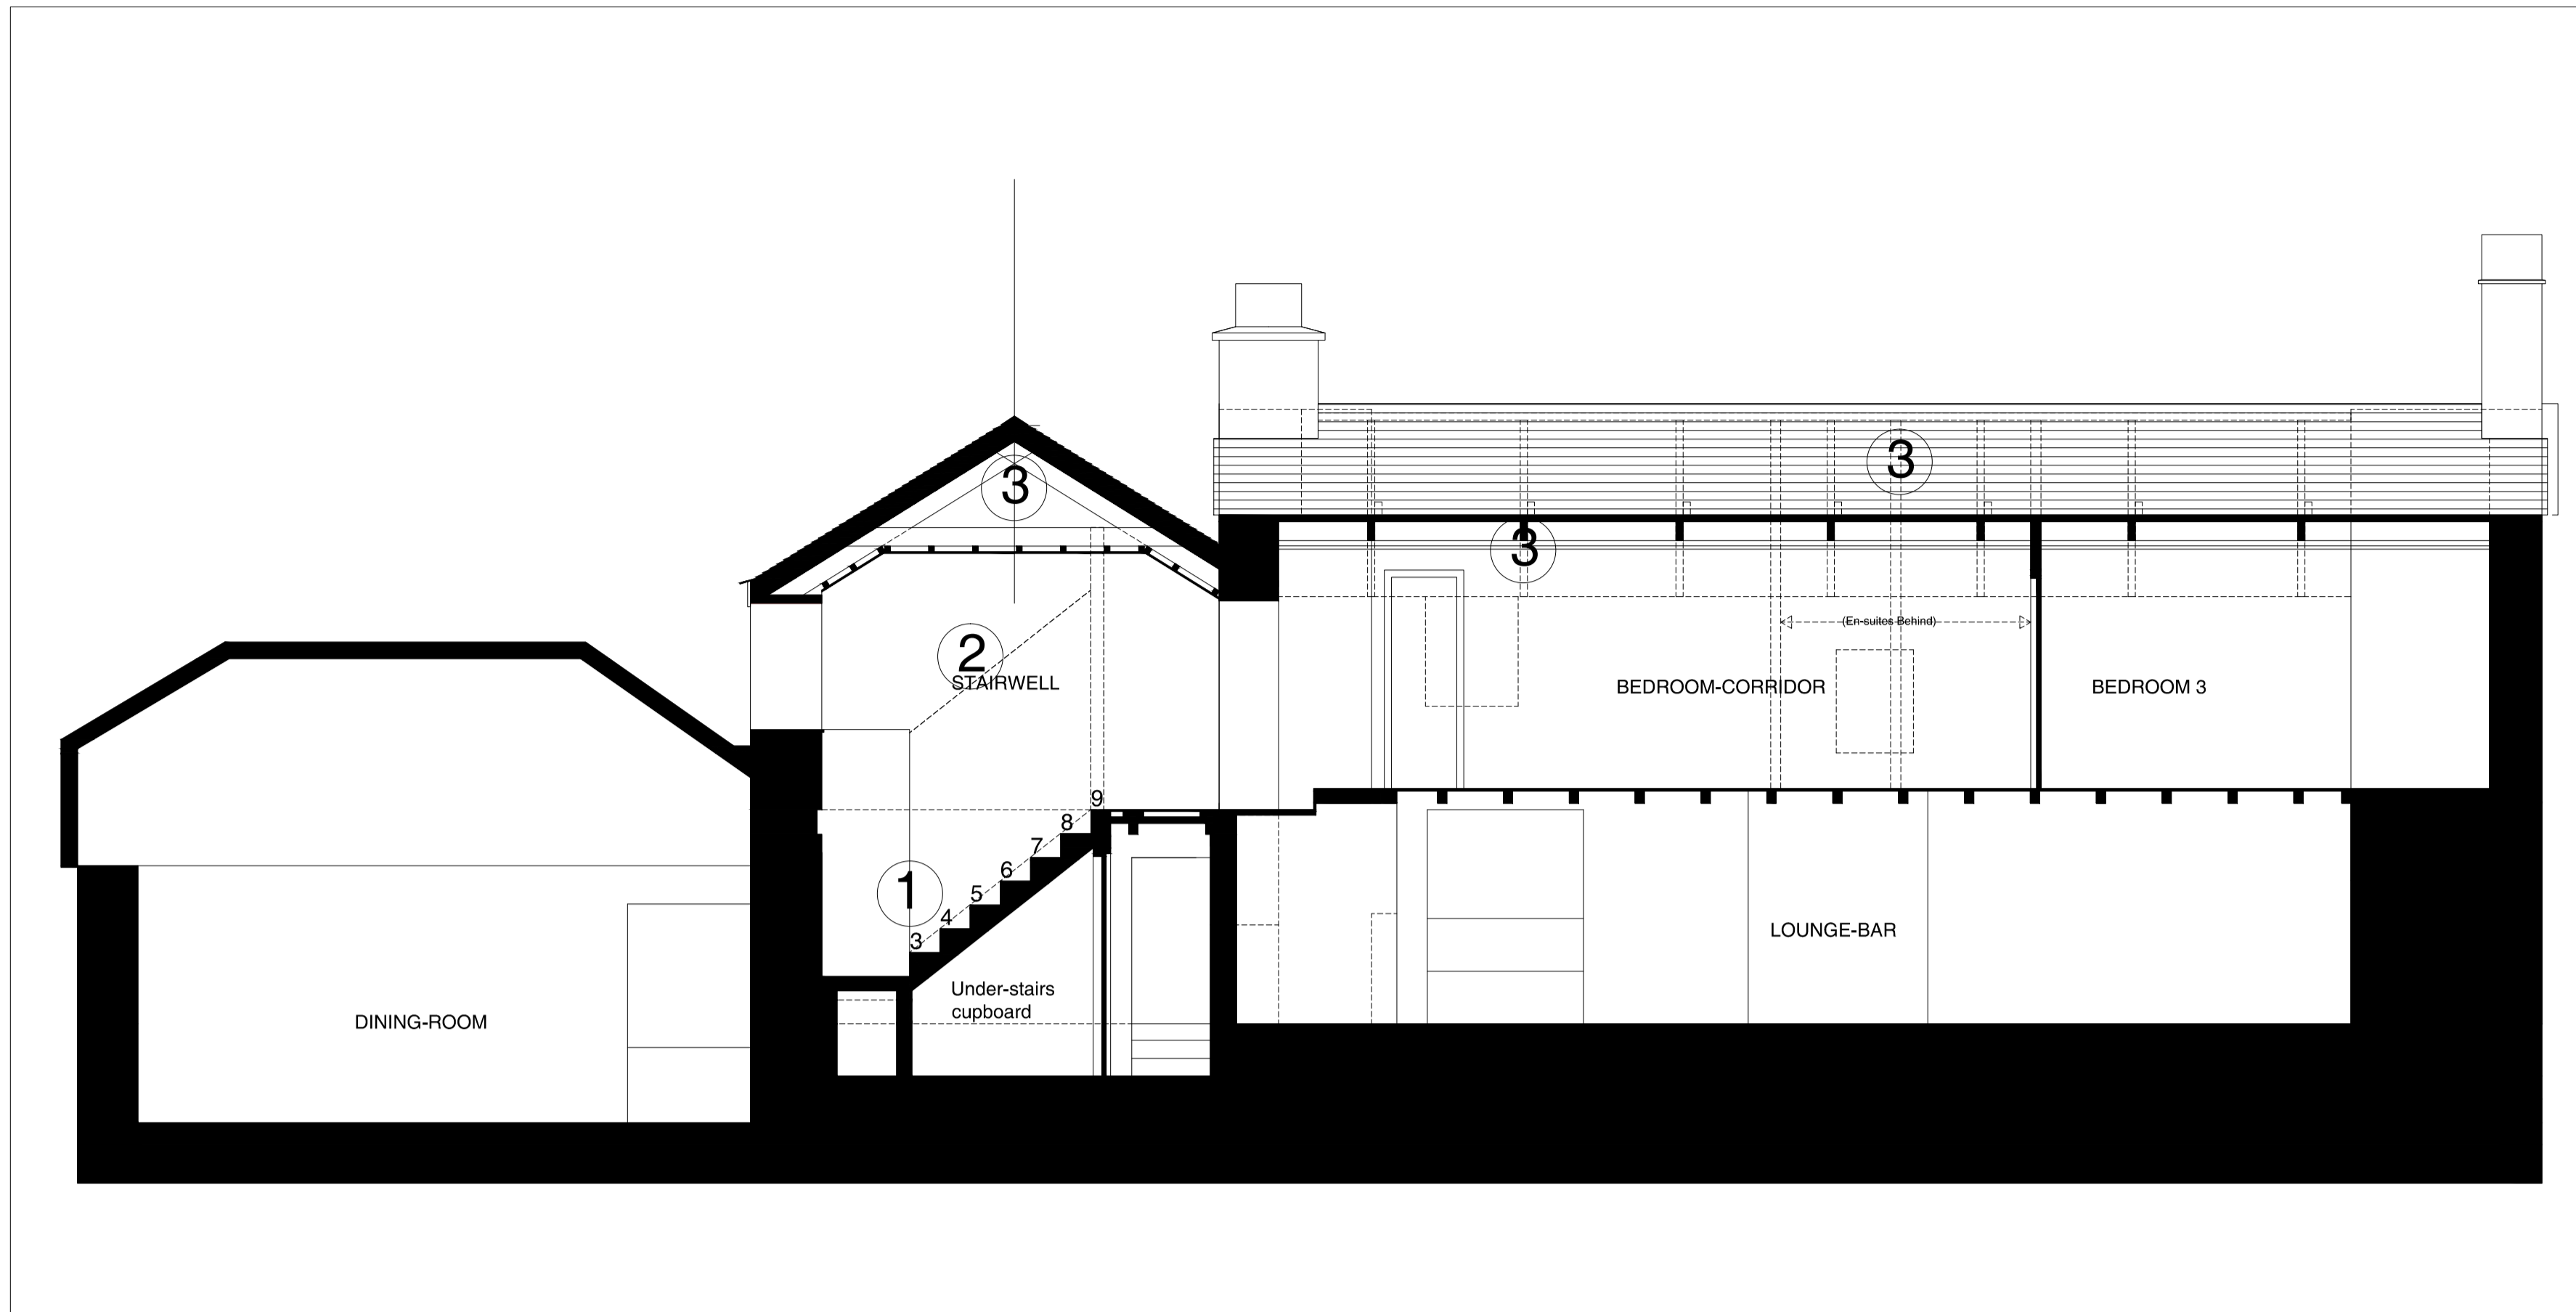 3
3
3
2
STAIRWELL
(En-suites Behind)
BEDROOM-CORRIDOR
BEDROOM 3
9
8
7
6
5
4
3
1
LOUNGE-BAR
Under-stairs
cupboard
DINING-ROOM